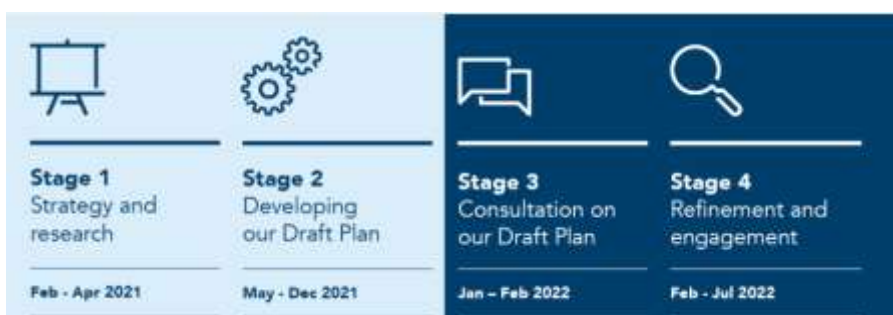 Stage 1
Strategy and
research
Feb - Apr 2021
Stage 2
Developing
our Draft Plan
May - Dec 2021
Stage 3
Consultation on
our Draft Plan
Jan – Feb 2022
Stage 4
Refinement and
engagement
Feb - Jul 2022